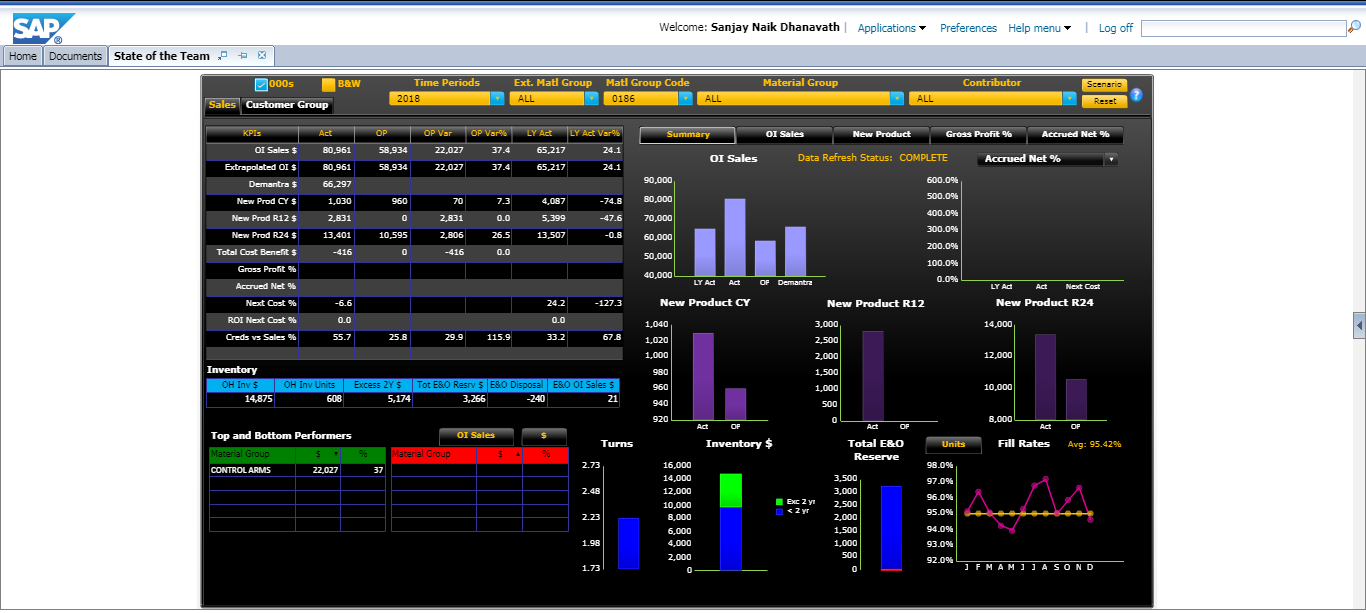 SAP®
Welcome: Sanjay Naik Dhanavath | Applications Preferences Help menu | Log off
Home Documents State of the Team
000s B&W Time Periods Ext. Matl Group Matl Group Code Material Group Contributor Scenario
2018 ALL 0186 ALL ALL Reset ?
Sales Customer Group
KPIs Act OP OP Var OP Var% LY Act LY Act Var%
OI Sales $ 80,961 58,934 22,027 37.4 65,217 24.1
Extrapolated OI $ 80,961 58,934 22,027 37.4 65,217 24.1
Demantra $ 66,297
New Prod CY $ 1,030 960 70 7.3 4,087 -74.8
New Prod R12 $ 2,831 0 2,831 0.0 5,399 -47.6
New Prod R24 $ 13,401 10,595 2,806 26.5 13,507 -0.8
Total Cost Benefit $ -416 0 -416 0.0
Gross Profit %
Accrued Net %
Next Cost % -6.6 24.2 -127.3
ROI Next Cost % 0.0 0.0
Creds vs Sales % 55.7 25.8 29.9 115.9 33.2 67.8
Inventory
OH Inv $ OH Inv Units Excess 2Y $ Tot E&O Resrv $ E&O Disposal E&O OI Sales $
14,875 608 5,174 3,266 -240 21
Top and Bottom Performers OI Sales $
Material Group $ % Material Group $ %
CONTROL ARMS 22,027 37
Summary OI Sales New Product Gross Profit % Accrued Net %
OI Sales Data Refresh Status: COMPLETE Accrued Net %
90,000
80,000
70,000
60,000
50,000
40,000
LY Act Act OP Demantra
600.0%
500.0%
400.0%
300.0%
200.0%
100.0%
0.0%
LY Act Act Next Cost
New Product CY
1,040
1,020
1,000
980
960
940
920
Act OP
New Product R12
3,000
2,500
2,000
1,500
1,000
500
0
Act OP
New Product R24
14,000
12,000
10,000
8,000
Act OP
Turns
2.73
2.48
2.23
1.98
1.73
Inventory $
16,000
14,000
12,000
10,000
8,000
6,000
4,000
2,000
0
Exc 2 yr
< 2 yr
Total E&O
Reserve
3,500
3,000
2,500
2,000
1,500
1,000
500
0
Units Fill Rates Avg: 95.42%
98.0%
97.0%
96.0%
95.0%
94.0%
93.0%
92.0%
J F M A M J J A S O N D